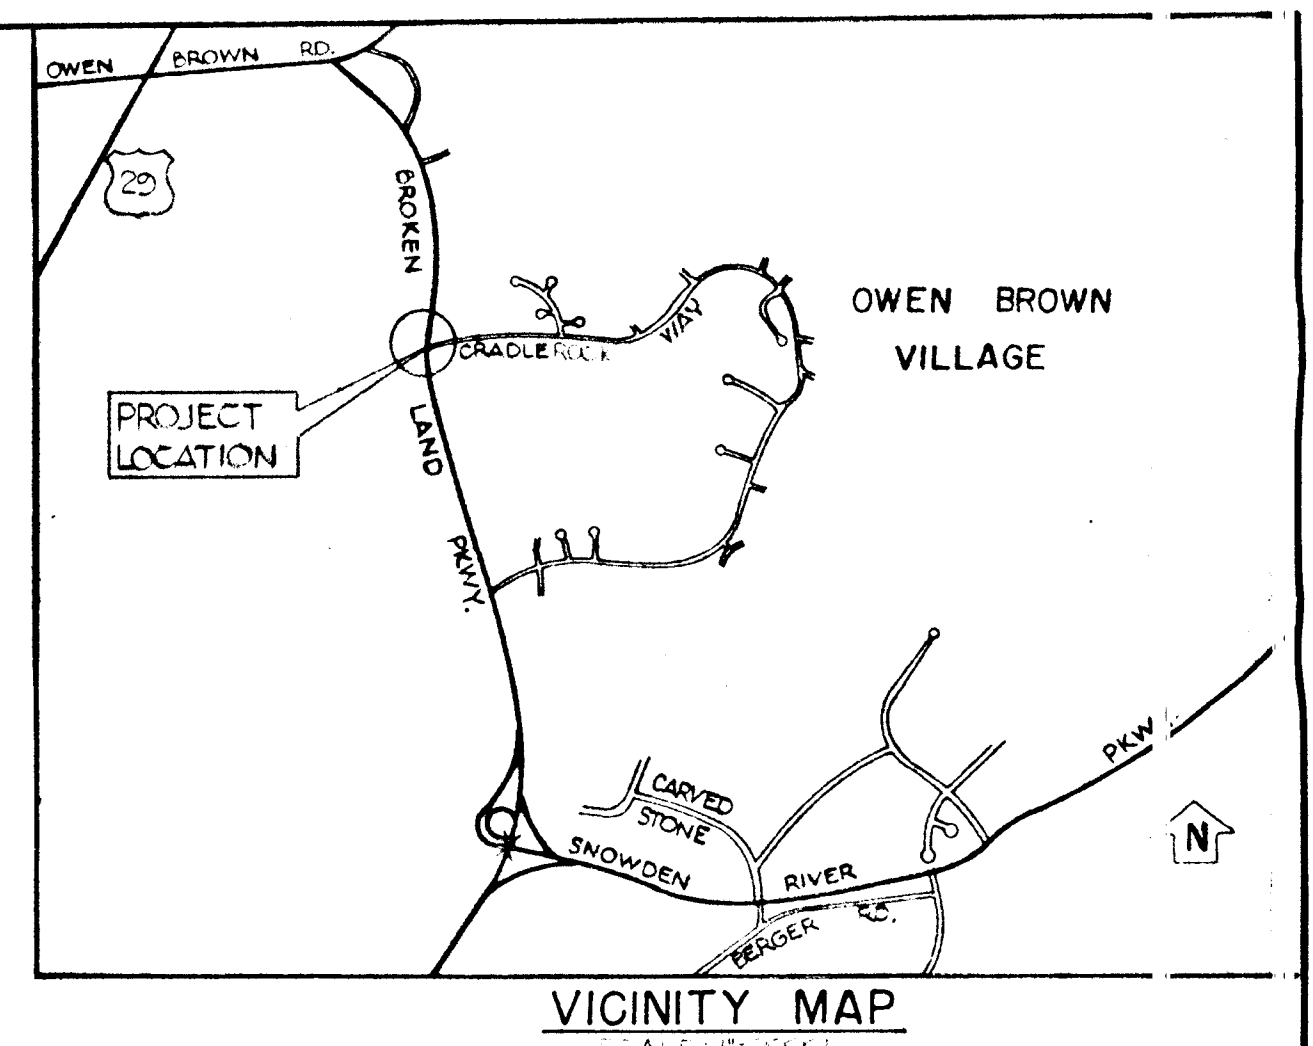 OWEN BROWN RD.
29
BROKEN
LAND
PKWY.
CRADLEROCK
WAY
OWEN BROWN
VILLAGE
PROJECT
LOCATION
CARVED
STONE
SNOWDEN RIVER PKW
BERGER RD.
N
VICINITY MAP